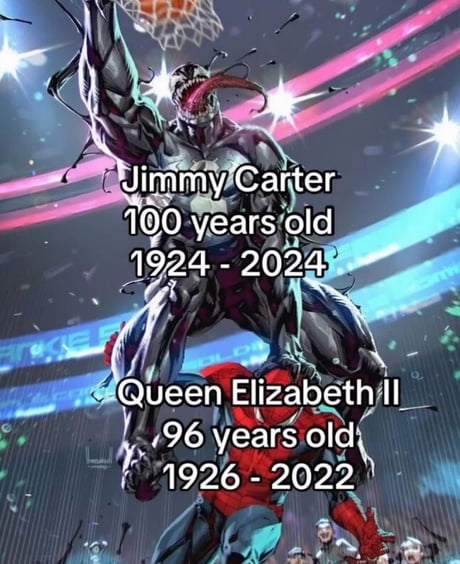 Jimmy Carter
100 years old
1924 - 2024
Queen Elizabeth II
96 years old
1926 - 2022